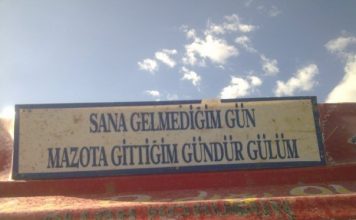 SANA GELMEDİĞİM GÜN
MAZOTA GİTTİĞİM GÜNDÜR GÜLÜM